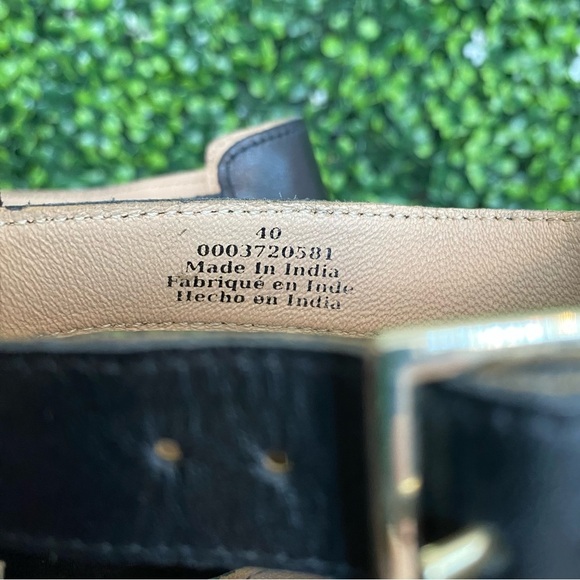 40
0003720581
Made In India
Fabriqué en Inde
Hecho en India